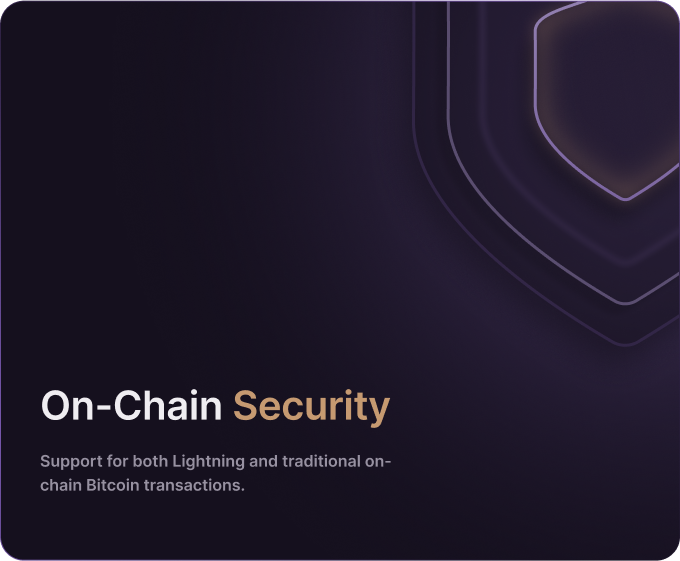 On-Chain Security
Support for both Lightning and traditional on-
chain Bitcoin transactions.